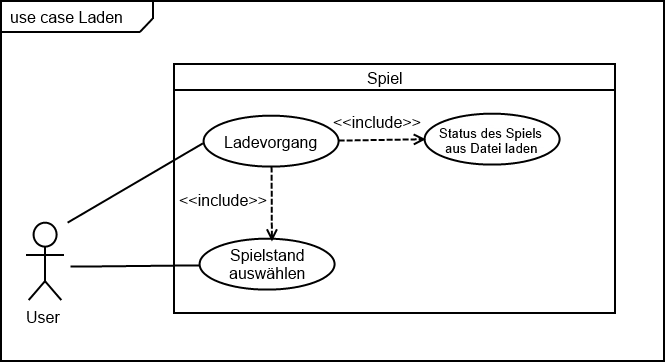 use case Laden
Spiel
<<include>>
Ladevorgang
Status des Spiels
aus Datei laden
<<include>>
Spielstand
auswählen
User